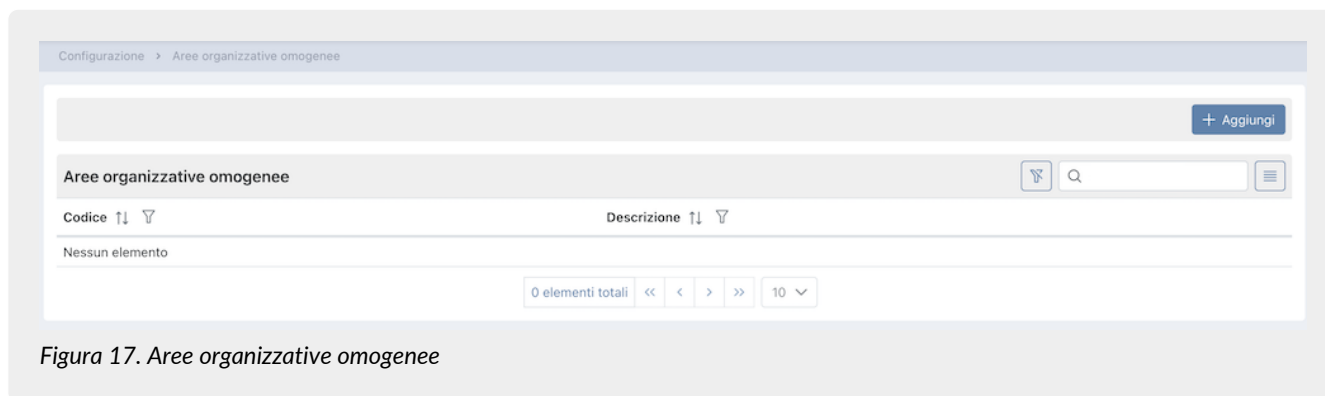 Configurazione > Aree organizzative omogenee
+ Aggiungi
Aree organizzative omogenee
Codice Descrizione
Nessun elemento
0 elementi totali << < > >> 10
Figura 17. Aree organizzative omogenee